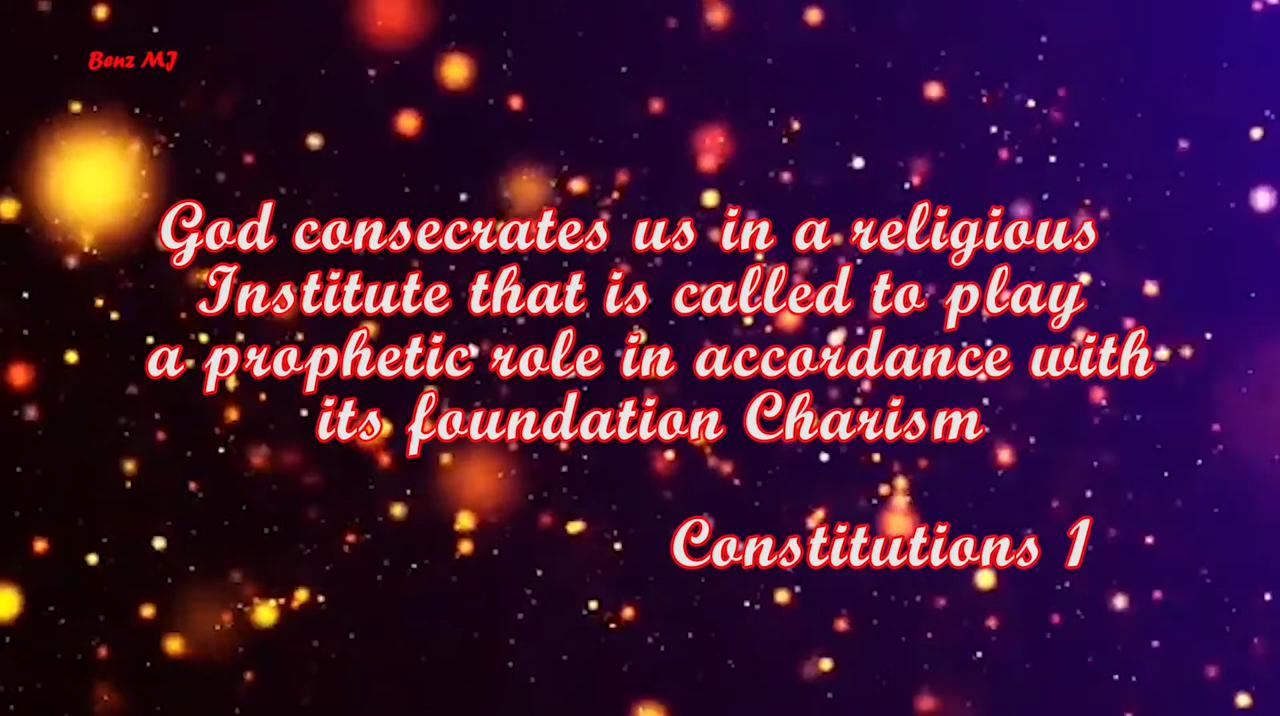 Benz MJ
God consecrates us in a religious
Institute that is called to play
a prophetic role in accordance with
its foundation Charism
Constitutions 1